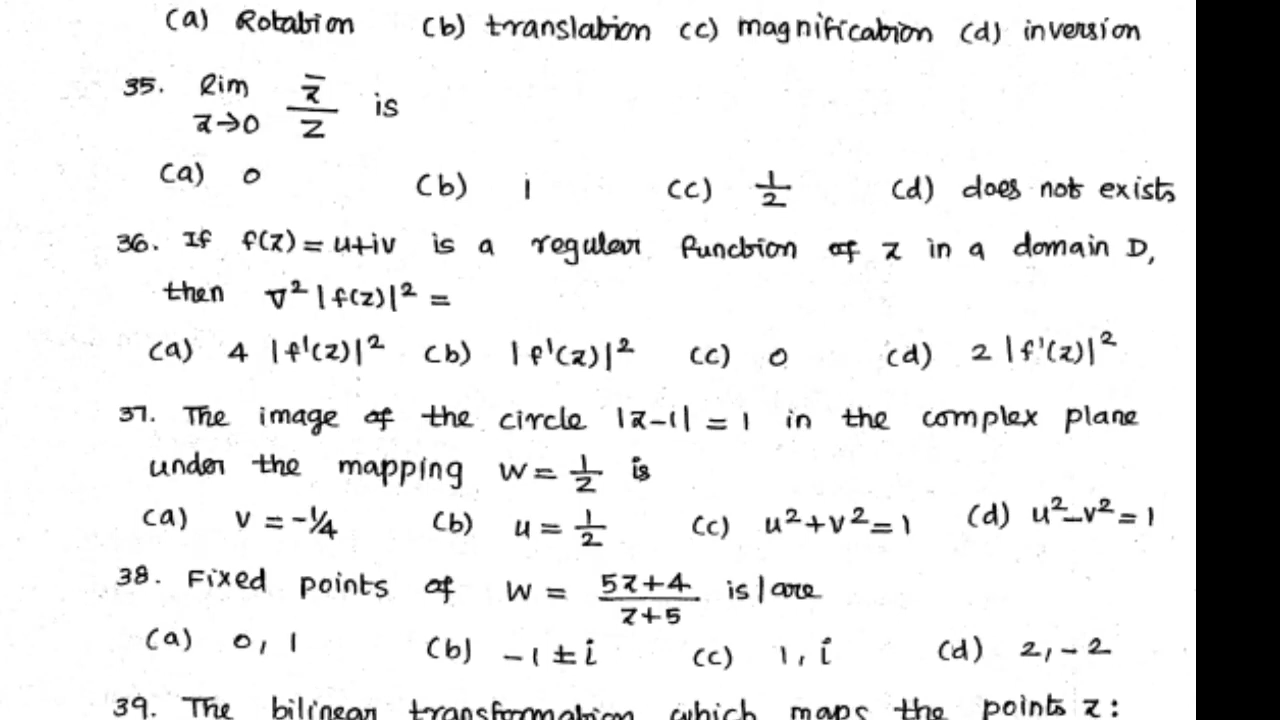 (a) Rotation (b) translation (c) magnification (d) inversion
35. lim z→0 z̄/z is
(a) 0 (b) 1 (c) 1/2 (d) does not exists
36. If f(z) = u+iv is a regular function of z in a domain D,
then ∇² |f(z)|² =
(a) 4 |f'(z)|² (b) |f'(z)|² (c) 0 (d) 2 |f'(z)|²
37. The image of the circle |z-1| = 1 in the complex plane
under the mapping w = 1/z is
(a) v = -1/4 (b) u = 1/2 (c) u²+v² = 1 (d) u²-v² = 1
38. Fixed points of w = (5z+4)/(z+5) is/are
(a) 0, 1 (b) -1 ± i (c) 1, i (d) 2, -2
39. The bilinear transformation which maps the points z: